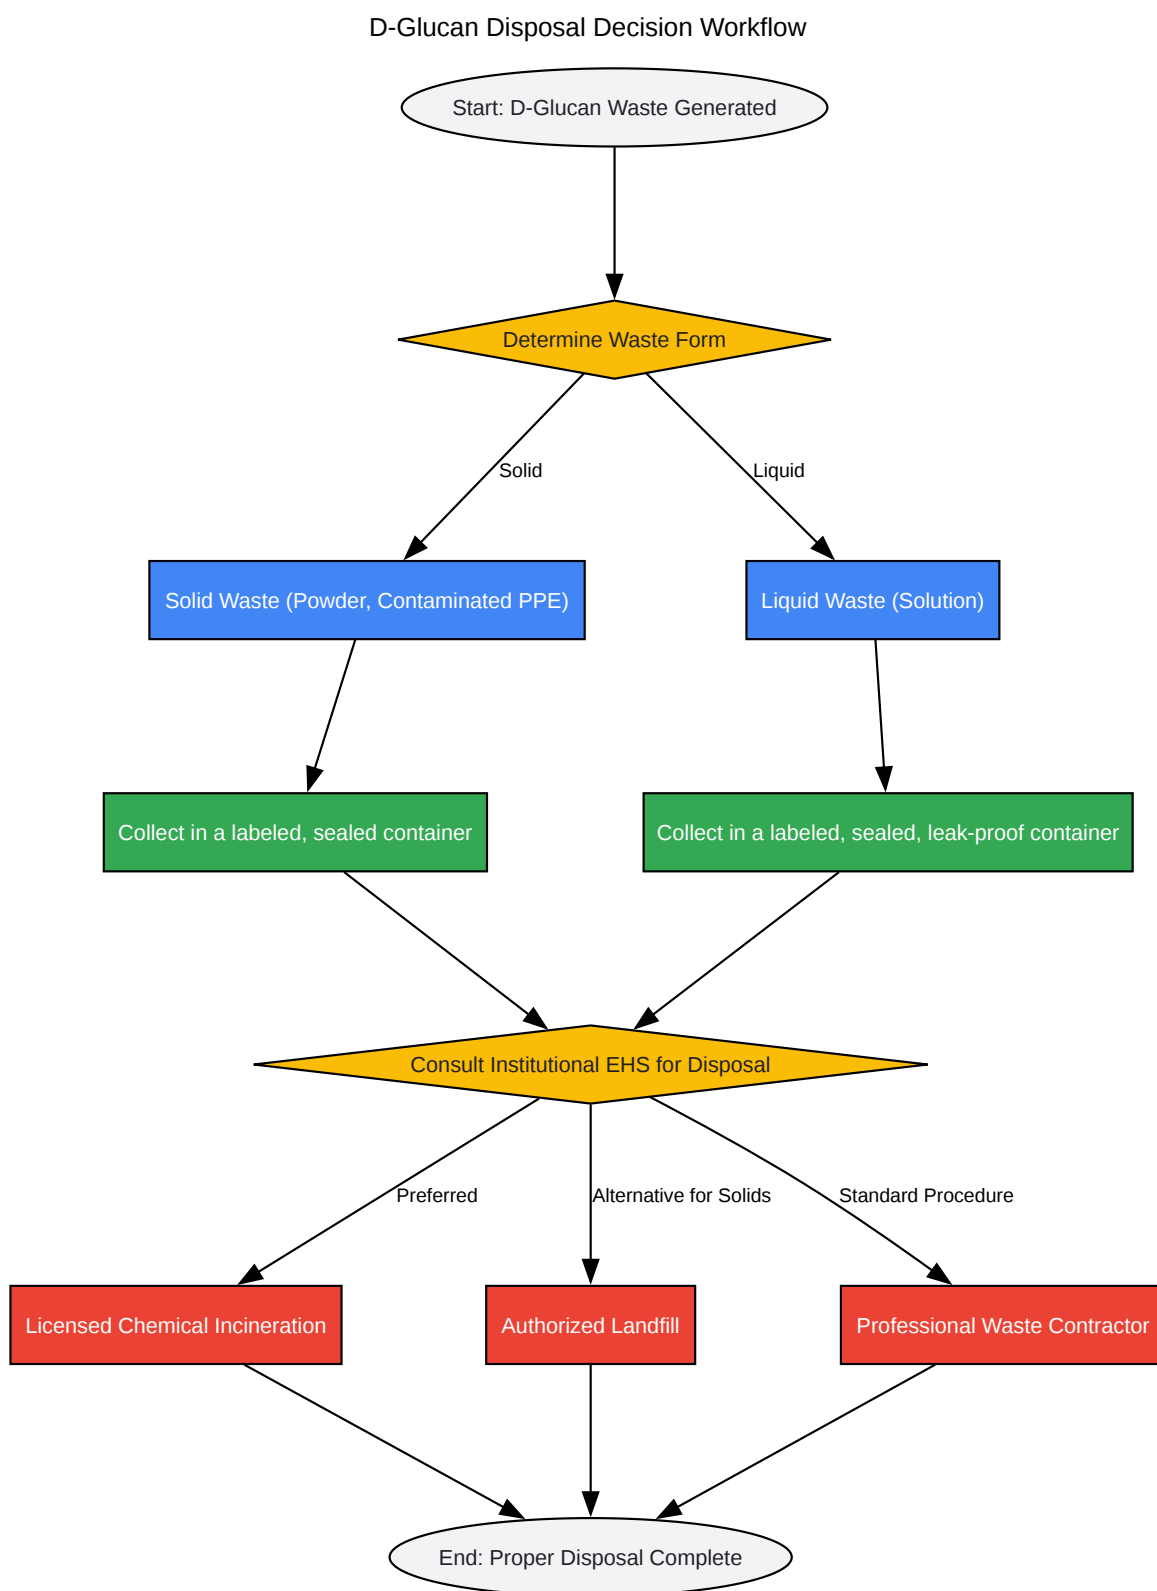 D-Glucan Disposal Decision Workflow
Start: D-Glucan Waste Generated
Determine Waste Form
Solid
Liquid
Solid Waste (Powder, Contaminated PPE)
Liquid Waste (Solution)
Collect in a labeled, sealed container
Collect in a labeled, sealed, leak-proof container
Consult Institutional EHS for Disposal
Preferred
Alternative for Solids
Standard Procedure
Licensed Chemical Incineration
Authorized Landfill
Professional Waste Contractor
End: Proper Disposal Complete